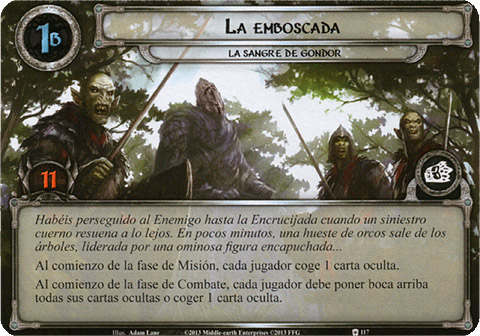 1B
La emboscada
La sangre de Gondor
11
Habéis perseguido al Enemigo hasta la Encrucijada cuando un siniestro
cuerno resuena a lo lejos. En pocos minutos, una hueste de orcos sale de los
árboles, liderada por una ominosa figura encapuchada...
Al comienzo de la fase de Misión, cada jugador coge 1 carta oculta.
Al comienzo de la fase de Combate, cada jugador debe poner boca arriba
todas sus cartas ocultas o coger 1 carta oculta.
Illus. Adam Lane ©2013 Middle-earth Enterprises ©2013 FFG 117